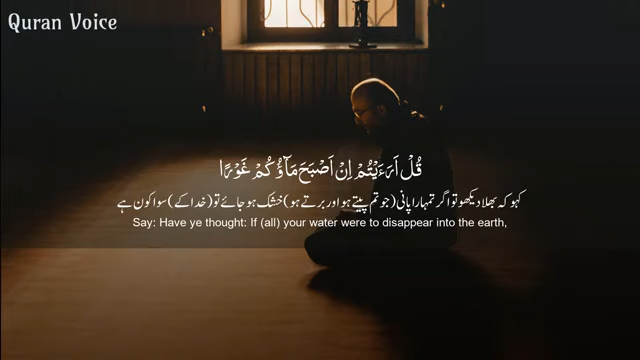 Quran Voice
قُلْ اَرَءَيْتُمْ اِنْ اَصْبَحَ مَآؤُكُمْ غَوْرًا
کہو کہ بھلا دیکھو تو اگر تمہارا پانی (جو تم پیتے ہو اور برتے ہو) خشک ہو جائے تو (خدا کے) سوا کون ہے
Say: Have ye thought: If (all) your water were to disappear into the earth,